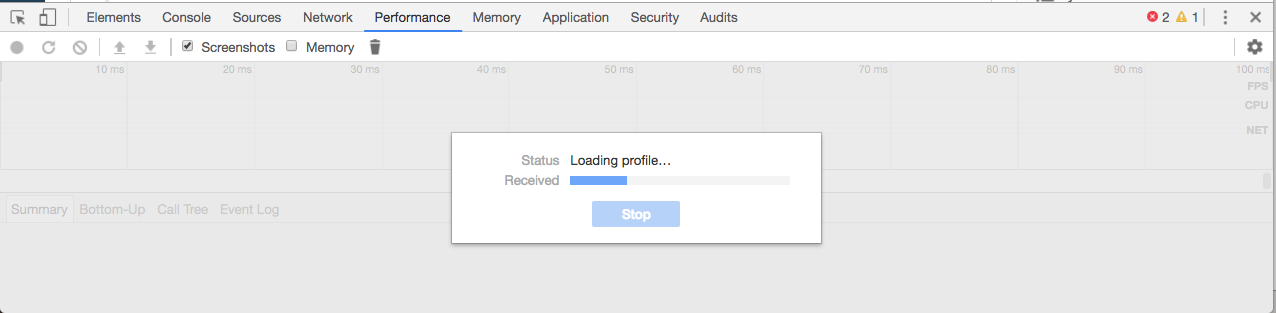 Elements Console Sources Network Performance Memory Application Security Audits 2 1
Screenshots Memory
10 ms 20 ms 30 ms 40 ms 50 ms 60 ms 70 ms 80 ms 90 ms 100 ms
FPS
CPU
NET
Status Loading profile…
Received
Stop
Summary Bottom-Up Call Tree Event Log